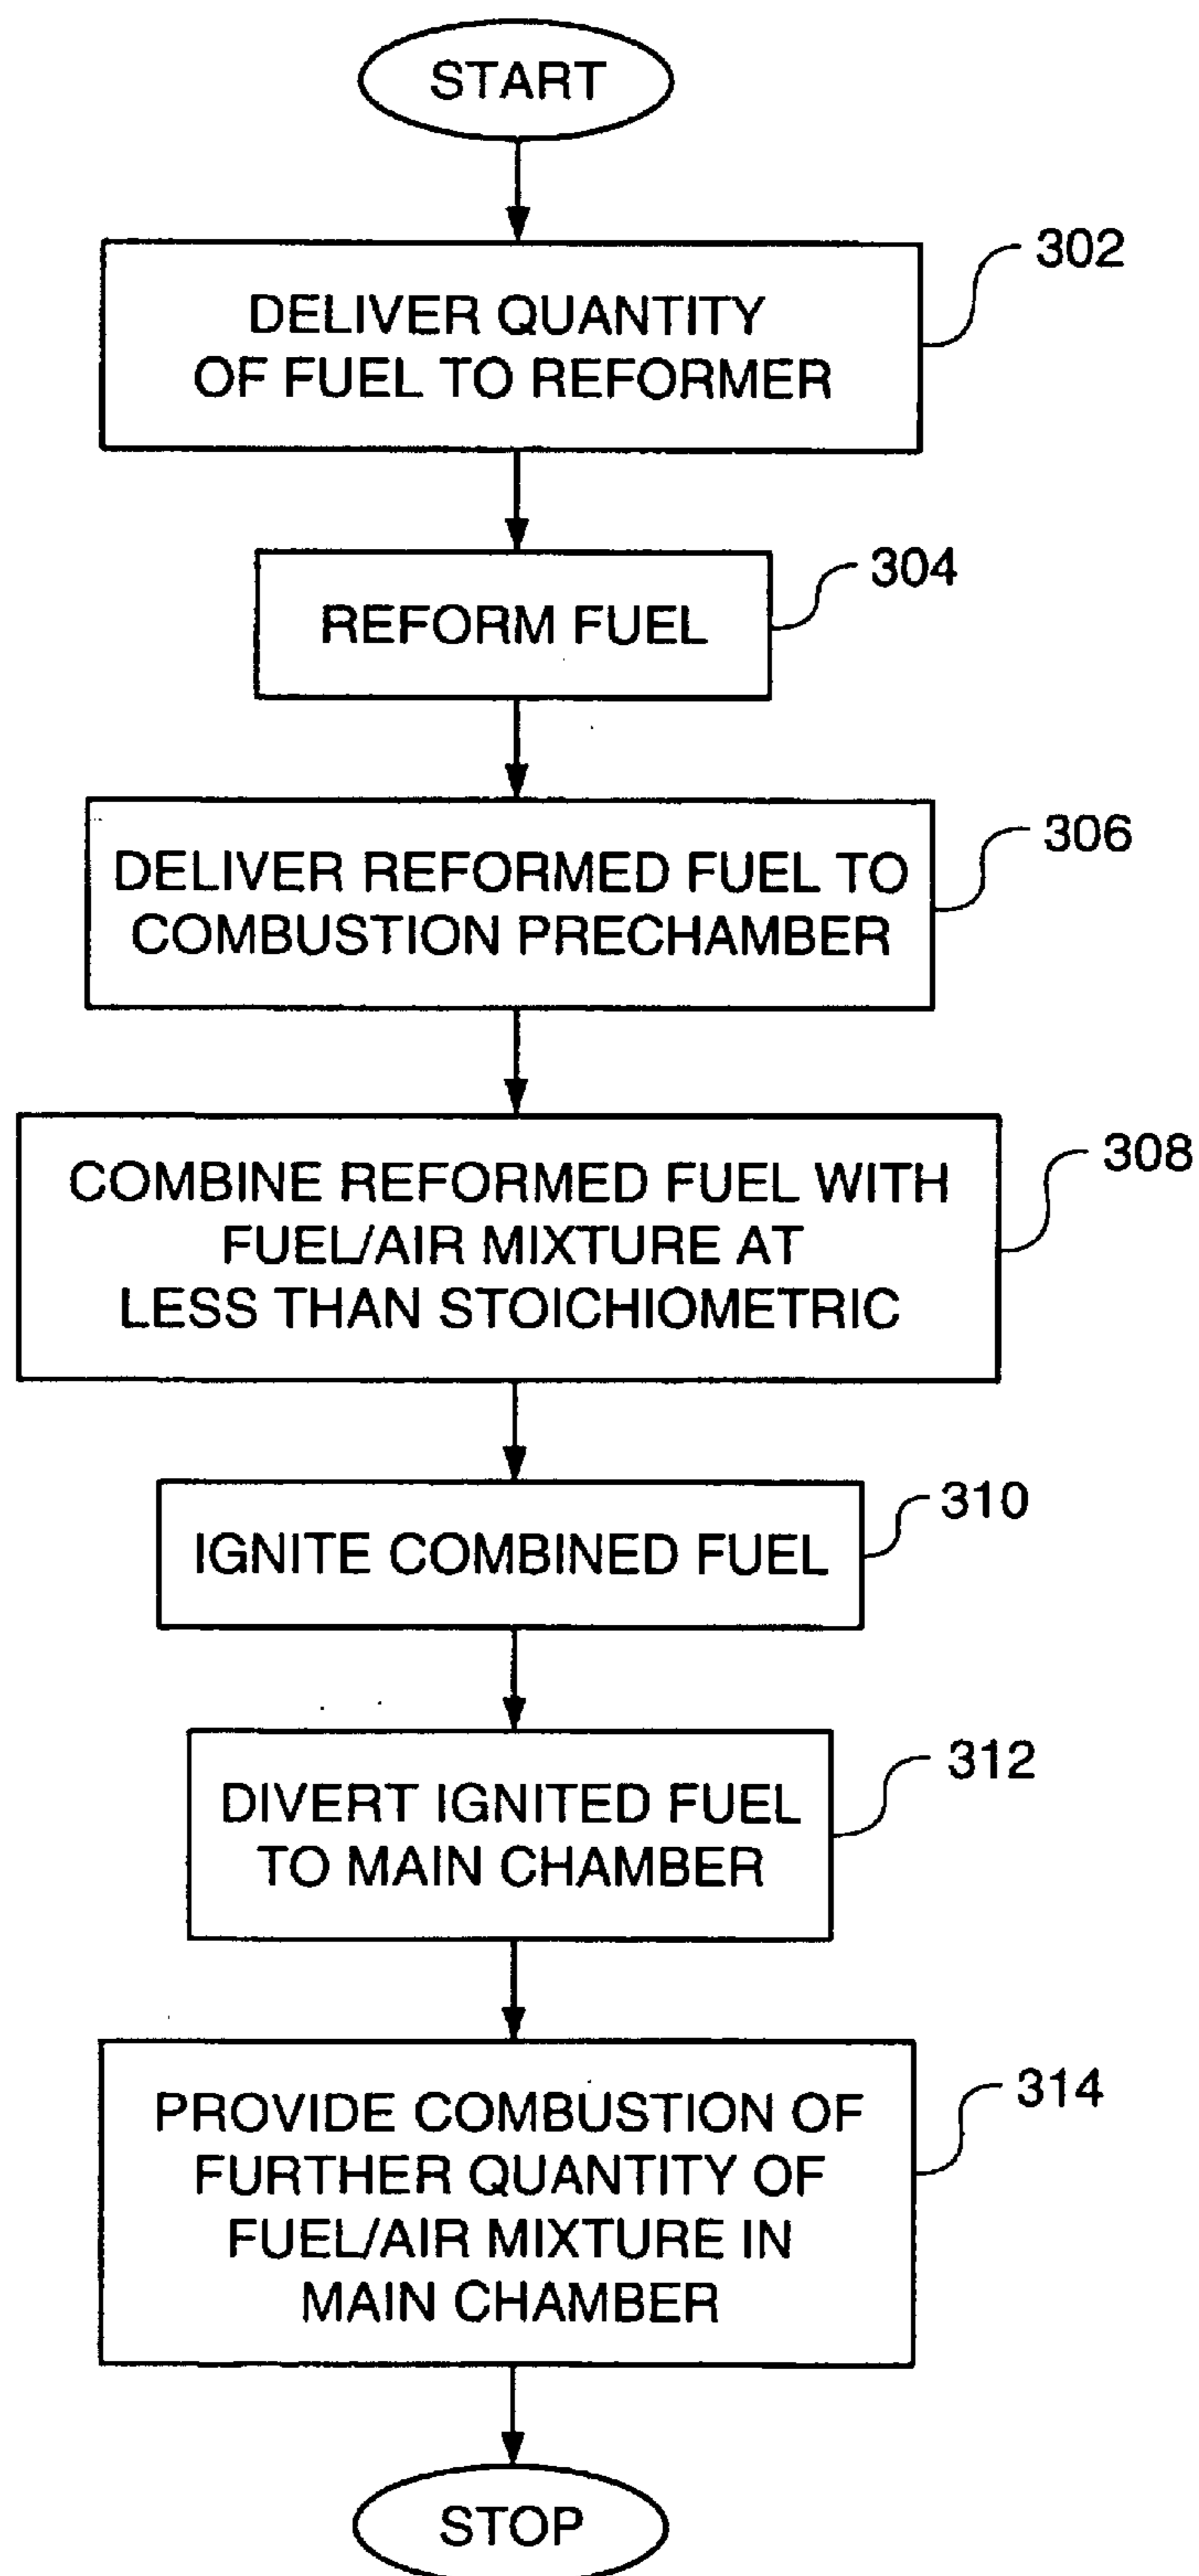 START
302
DELIVER QUANTITY
OF FUEL TO REFORMER
304
REFORM FUEL
306
DELIVER REFORMED FUEL TO
COMBUSTION PRECHAMBER
308
COMBINE REFORMED FUEL WITH
FUEL/AIR MIXTURE AT
LESS THAN STOICHIOMETRIC
310
IGNITE COMBINED FUEL
312
DIVERT IGNITED FUEL
TO MAIN CHAMBER
314
PROVIDE COMBUSTION OF
FURTHER QUANTITY OF
FUEL/AIR MIXTURE IN
MAIN CHAMBER
STOP